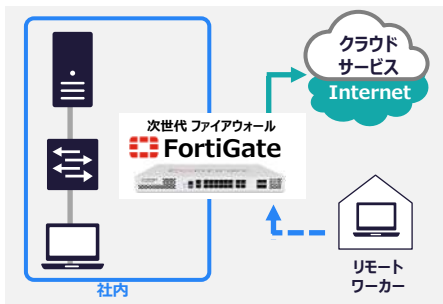 クラウド
サービス
Internet
次世代 ファイアウォール
FortiGate
リモート
ワーカー
社内